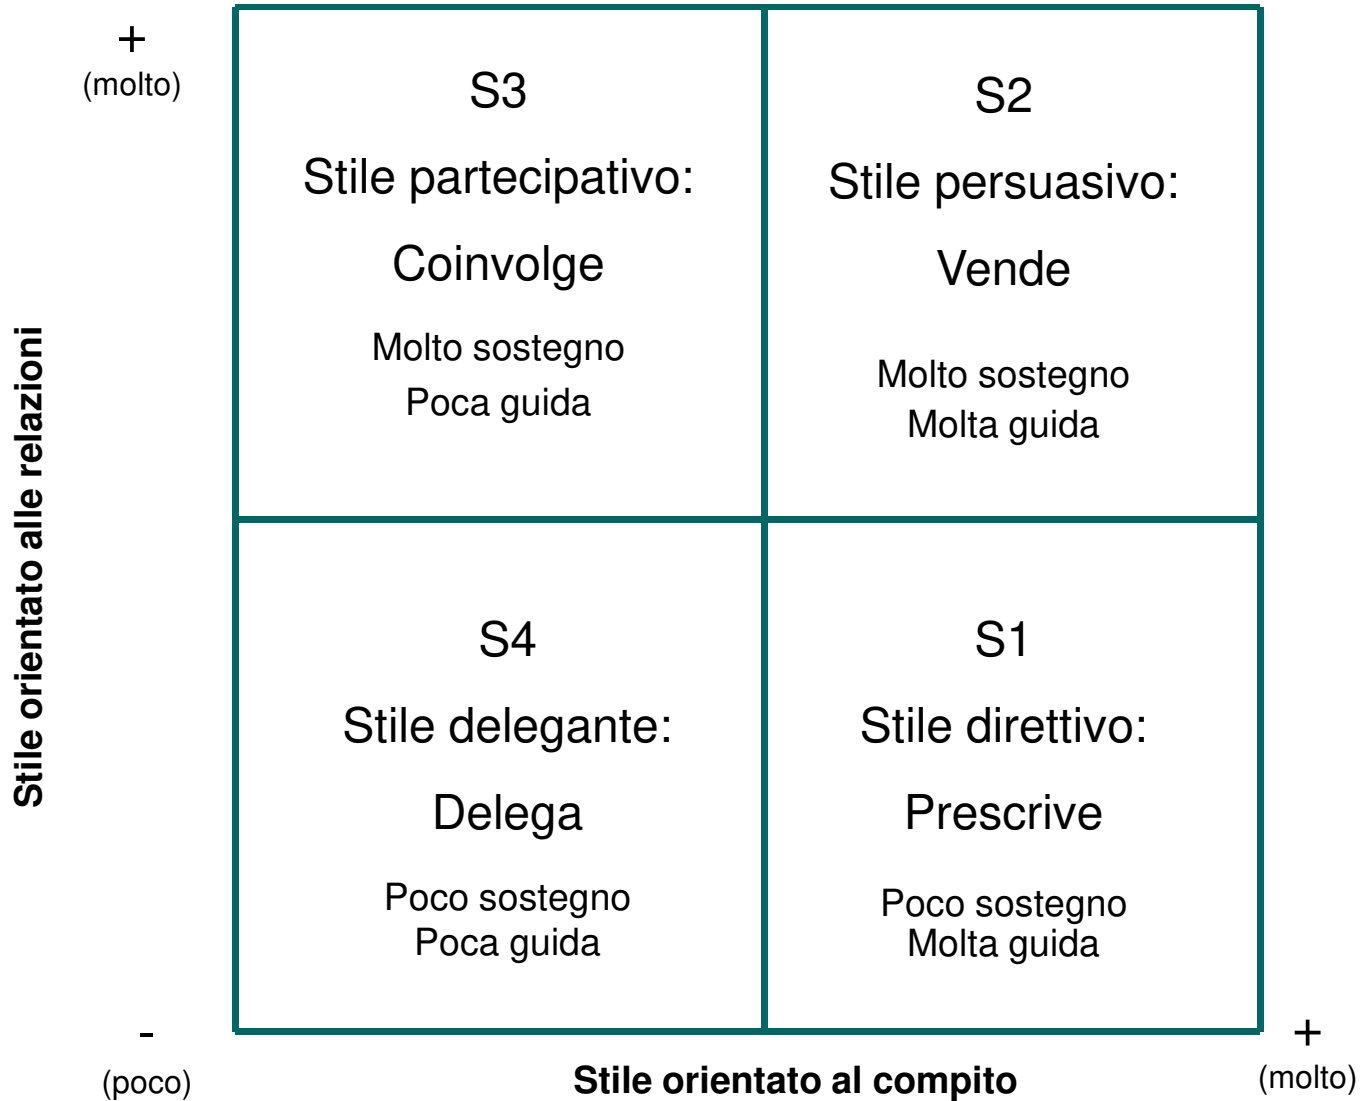 +
(molto)
S3
Stile partecipativo:
Coinvolge
Molto sostegno
Poca guida
S2
Stile persuasivo:
Vende
Molto sostegno
Molta guida
Stile orientato alle relazioni
S4
Stile delegante:
Delega
Poco sostegno
Poca guida
S1
Stile direttivo:
Prescrive
Poco sostegno
Molta guida
-
(poco)
Stile orientato al compito
+
(molto)